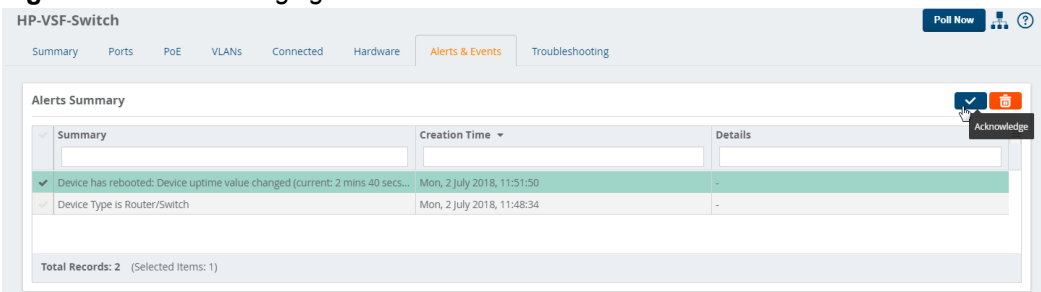 HP-VSF-Switch
Poll Now
Summary Ports PoE VLANs Connected Hardware Alerts & Events Troubleshooting
Alerts Summary
Acknowledge
Summary Creation Time Details
Device has rebooted: Device uptime value changed (current: 2 mins 40 secs... Mon, 2 July 2018, 11:51:50 -
Device Type is Router/Switch Mon, 2 July 2018, 11:48:34 -
Total Records: 2 (Selected Items: 1)